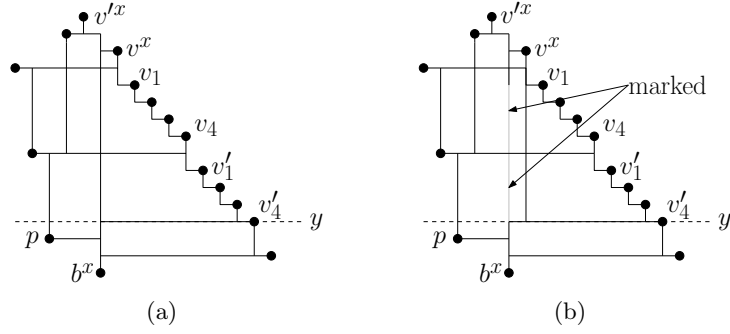 v′ˣ v′ˣ
vˣ vˣ
v₁ v₁ marked
v₄ v₄
v′₁ v′₁
v′₄ y v′₄ y
p p
bˣ bˣ
(a) (b)